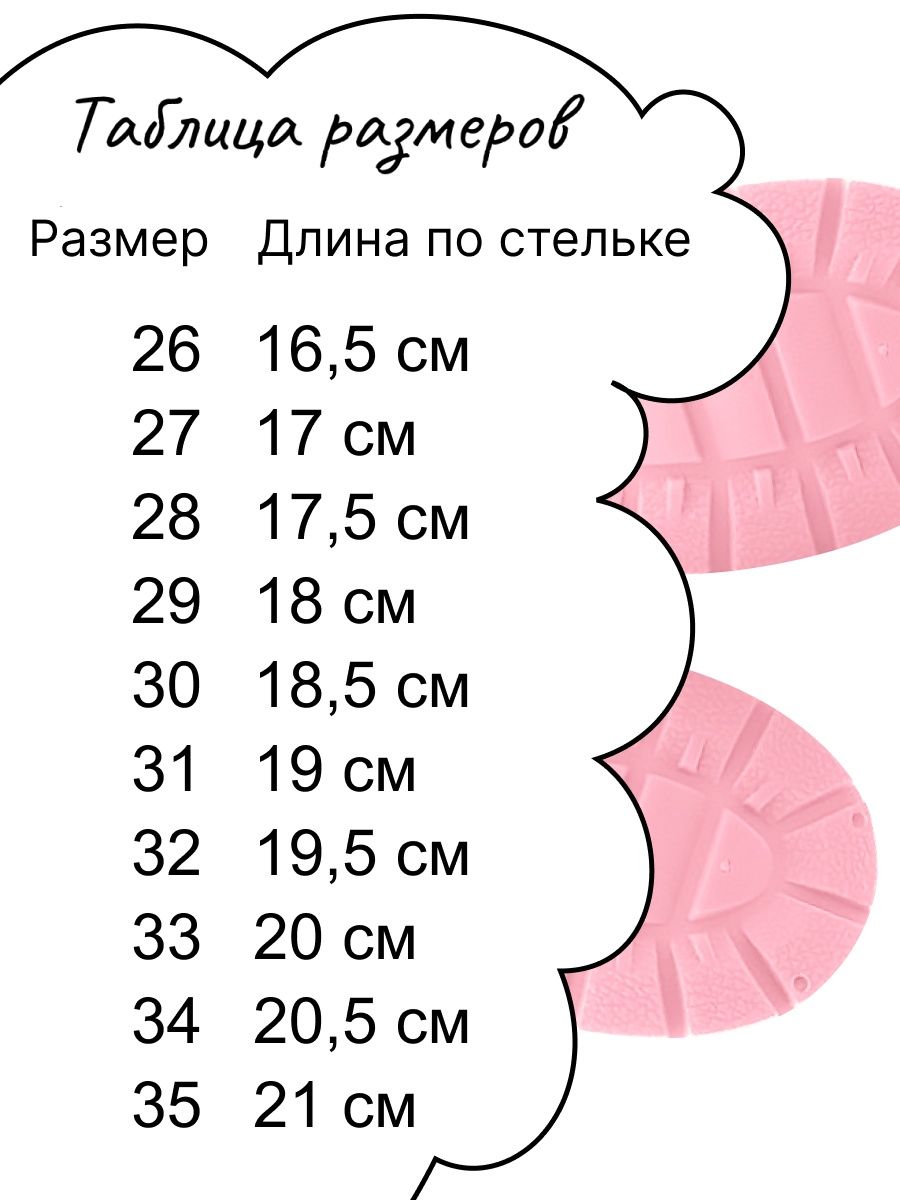 Таблица размеров
Размер Длина по стельке
26 16,5 см
27 17 см
28 17,5 см
29 18 см
30 18,5 см
31 19 см
32 19,5 см
33 20 см
34 20,5 см
35 21 см